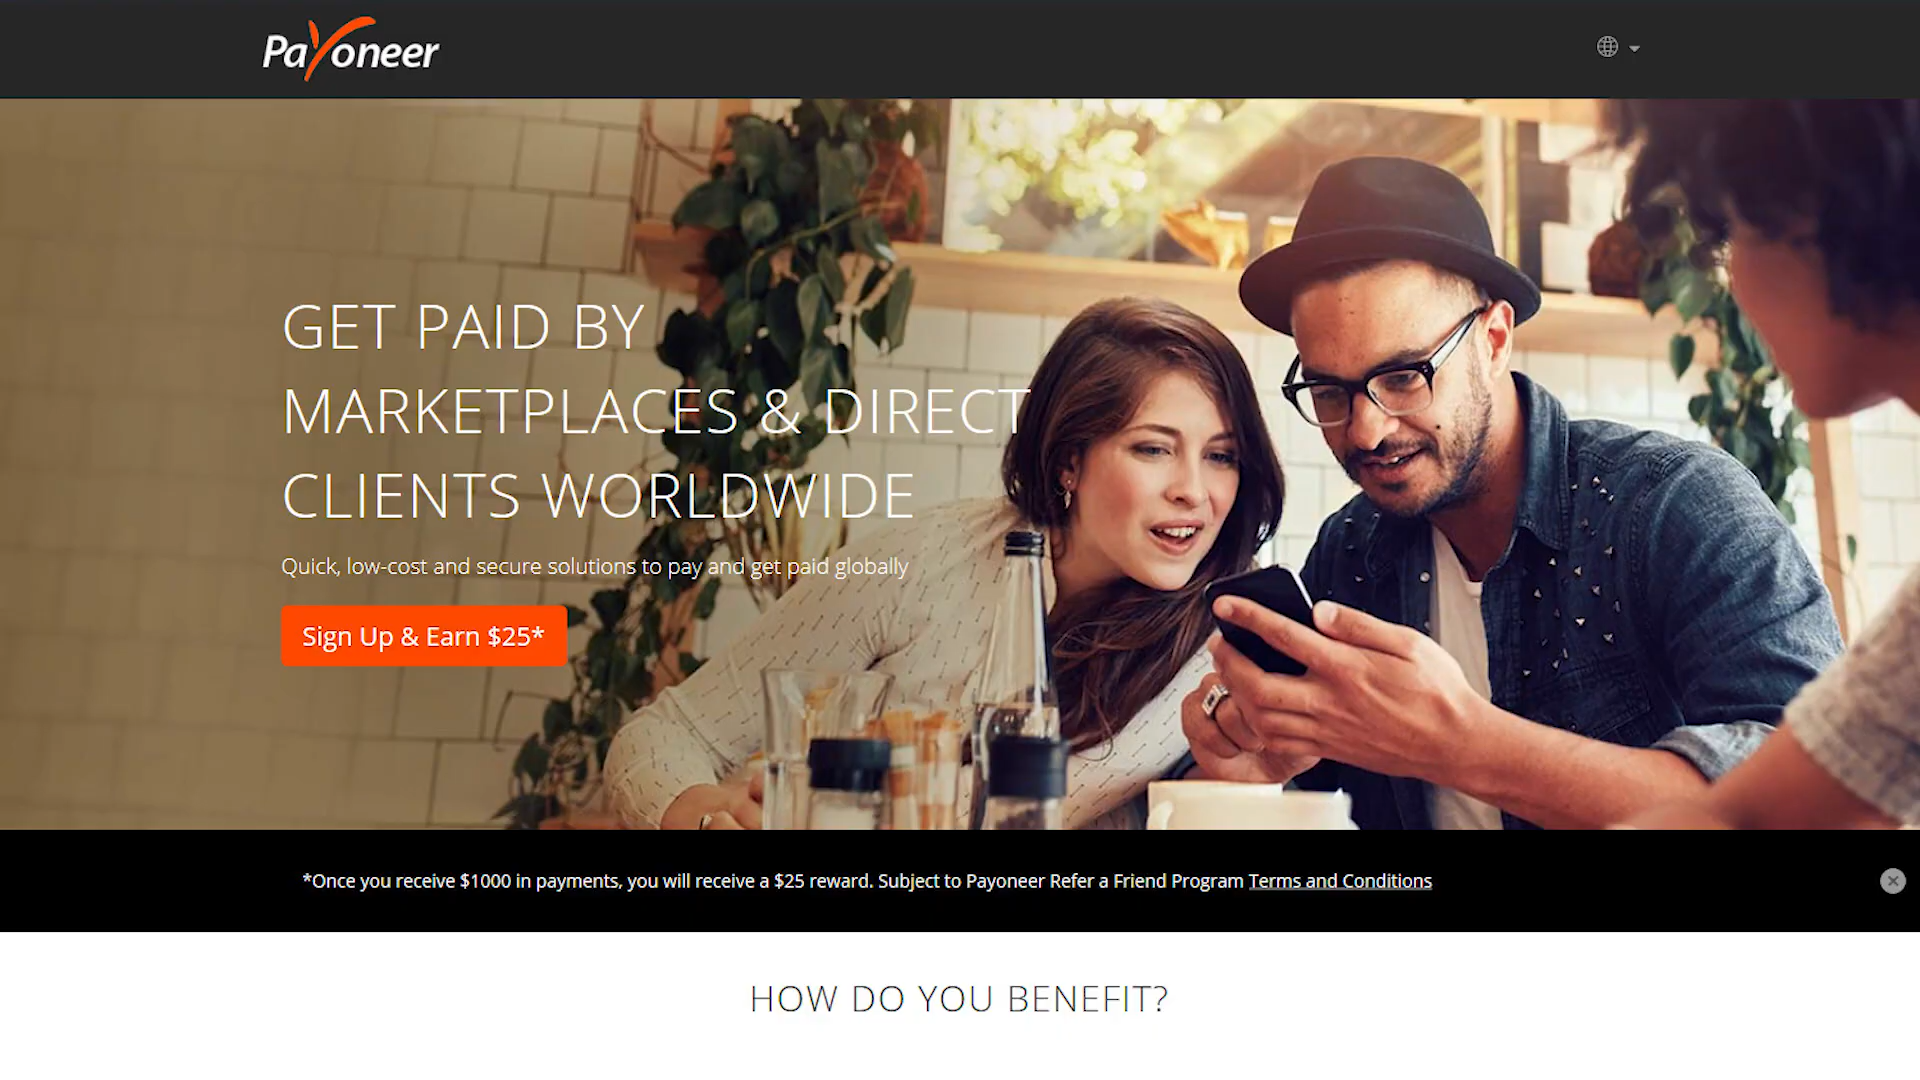 Payoneer
GET PAID BY
MARKETPLACES & DIRECT
CLIENTS WORLDWIDE
Quick, low-cost and secure solutions to pay and get paid globally
Sign Up & Earn $25*
*Once you receive $1000 in payments, you will receive a $25 reward. Subject to Payoneer Refer a Friend Program Terms and Conditions
HOW DO YOU BENEFIT?